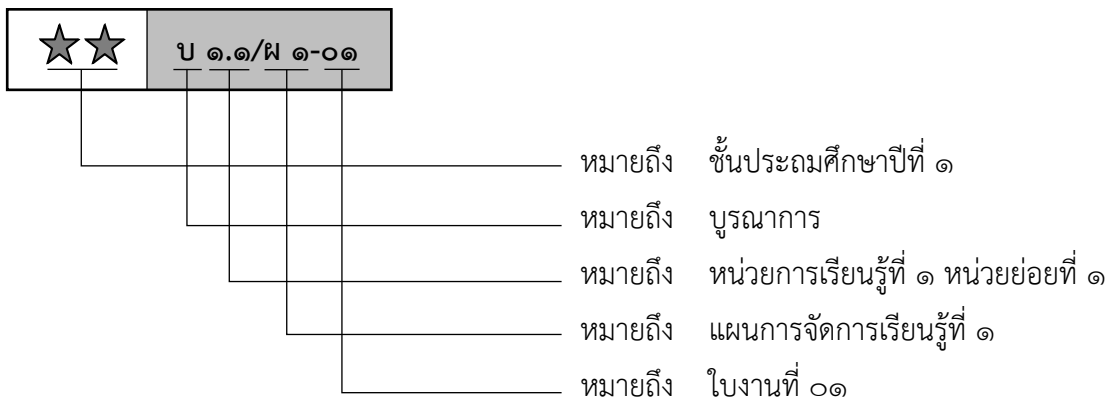 บ ๑.๑/ผ ๑-๐๑
หมายถึง ชั้นประถมศึกษาปีที่ ๑
หมายถึง บูรณาการ
หมายถึง หน่วยการเรียนรู้ที่ ๑ หน่วยย่อยที่ ๑
หมายถึง แผนการจัดการเรียนรู้ที่ ๑
หมายถึง ใบงานที่ ๐๑